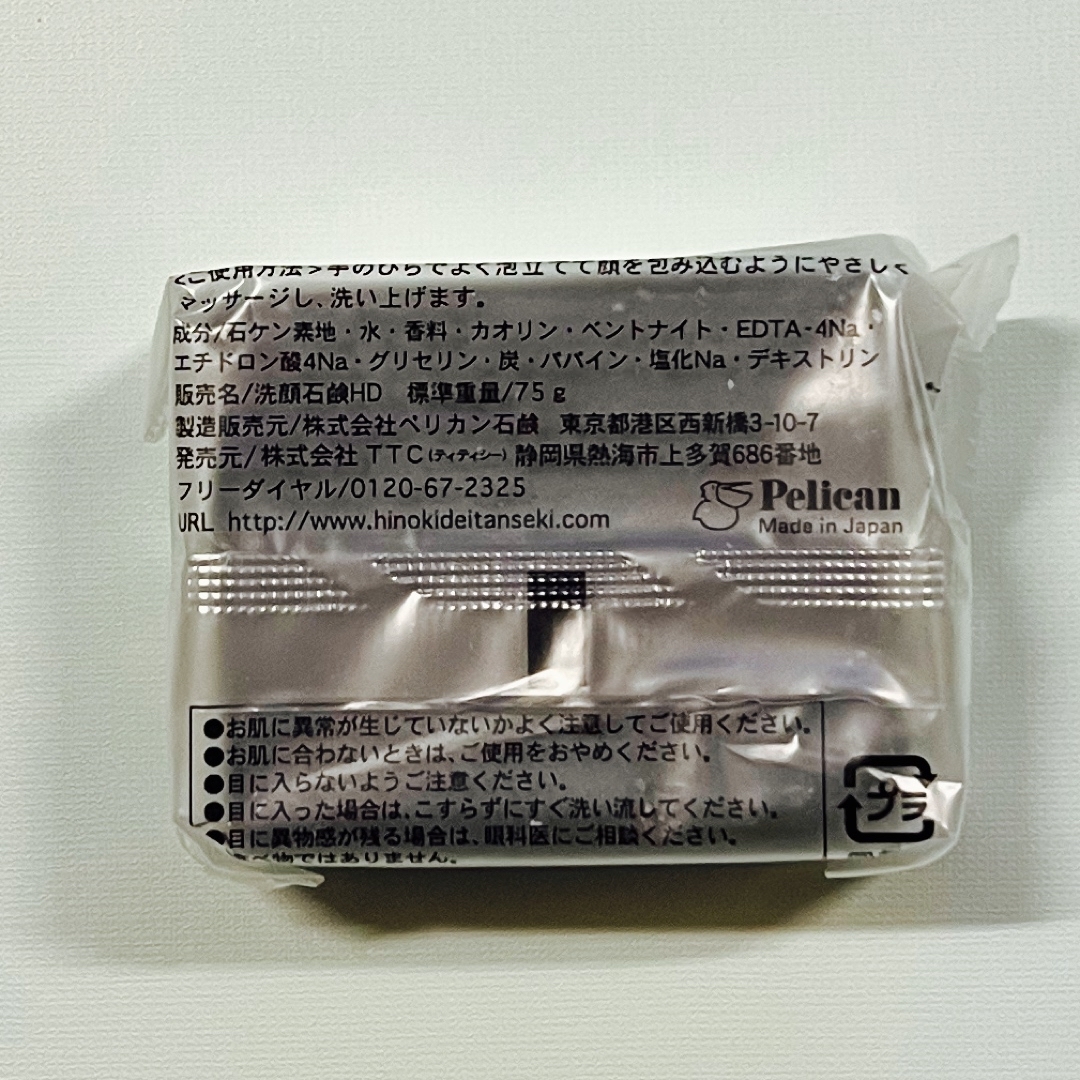 <ご使用方法>手のひらでよく泡立てて顔を包み込むようにやさしく
マッサージし、洗い上げます。
成分/石ケン素地・水・香料・カオリン・ベントナイト・EDTA-4Na・
エチドロン酸4Na・グリセリン・炭・パパイン・塩化Na・デキストリン
販売名/洗顔石鹸HD 標準重量/75g
製造販売元/株式会社ペリカン石鹸 東京都港区西新橋3-10-7
発売元/株式会社TTC(ティティシー)静岡県熱海市上多賀686番地
フリーダイヤル/0120-67-2325
URL http://www.hinokideitanseki.com
Pelican
Made in Japan
●お肌に異常が生じていないかよく注意してご使用ください。
●お肌に合わないときは、ご使用をおやめください。
●目に入らないようご注意ください。
●目に入った場合は、こすらずにすぐ洗い流してください。
●目に異物感が残る場合は、眼科医にご相談ください。
食べ物ではありません。
プラ